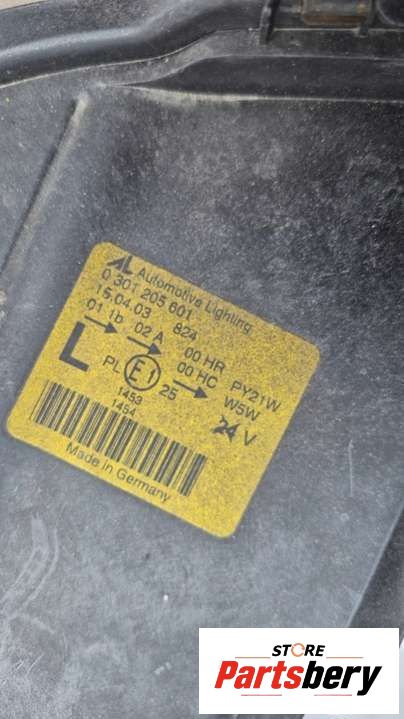 AL Automotive Lighting
0 301 205 601
15.04.03 824
01 1b 02 A 00 HR PY21W
L PL E1 25 00 HC W5W
1453
1454
24 V
Made in Germany
STORE
Partsbery